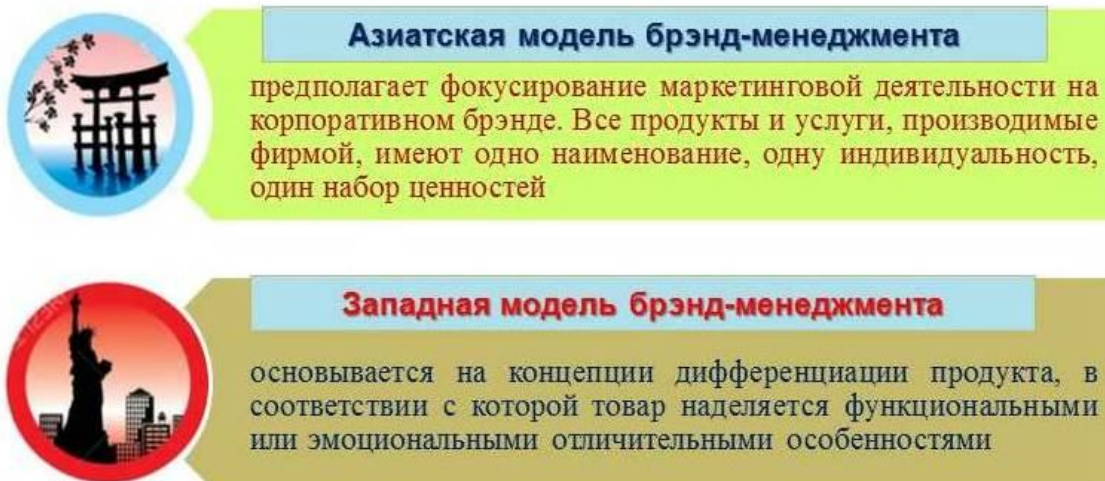 Азиатская модель брэнд-менеджмента
предполагает фокусирование маркетинговой деятельности на
корпоративном брэнде. Все продукты и услуги, производимые
фирмой, имеют одно наименование, одну индивидуальность,
один набор ценностей
Западная модель брэнд-менеджмента
основывается на концепции дифференциации продукта, в
соответствии с которой товар наделяется функциональными
или эмоциональными отличительными особенностями